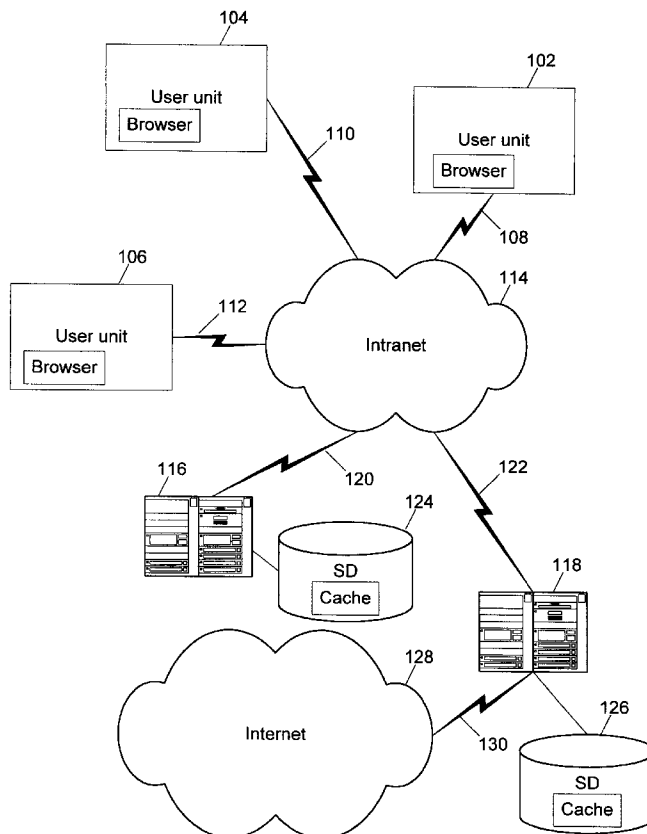 104
User unit
Browser
102
User unit
Browser
110
108
106
User unit
Browser
112
114
Intranet
116
120
122
124
SD
Cache
118
128
Internet
130
126
SD
Cache